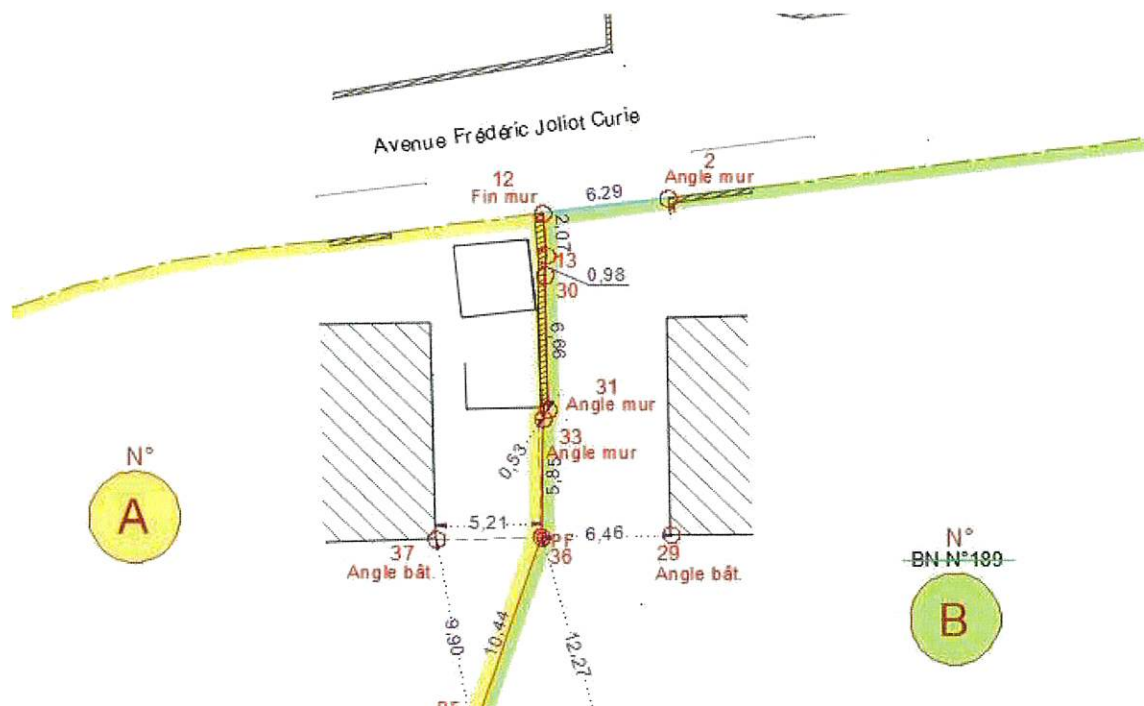 Avenue Frédéric Joliot Curie
2
Angle mur
12
Fin mur
6.29
2,07
13
0,98
30
6,66
31
Angle mur
33
Angle mur
0,53
5,85
N°
A
5,21
PF
6,46
37
Angle bât.
36
29
Angle bât.
N°
BN N°189
B
9,90
10,44
12,27